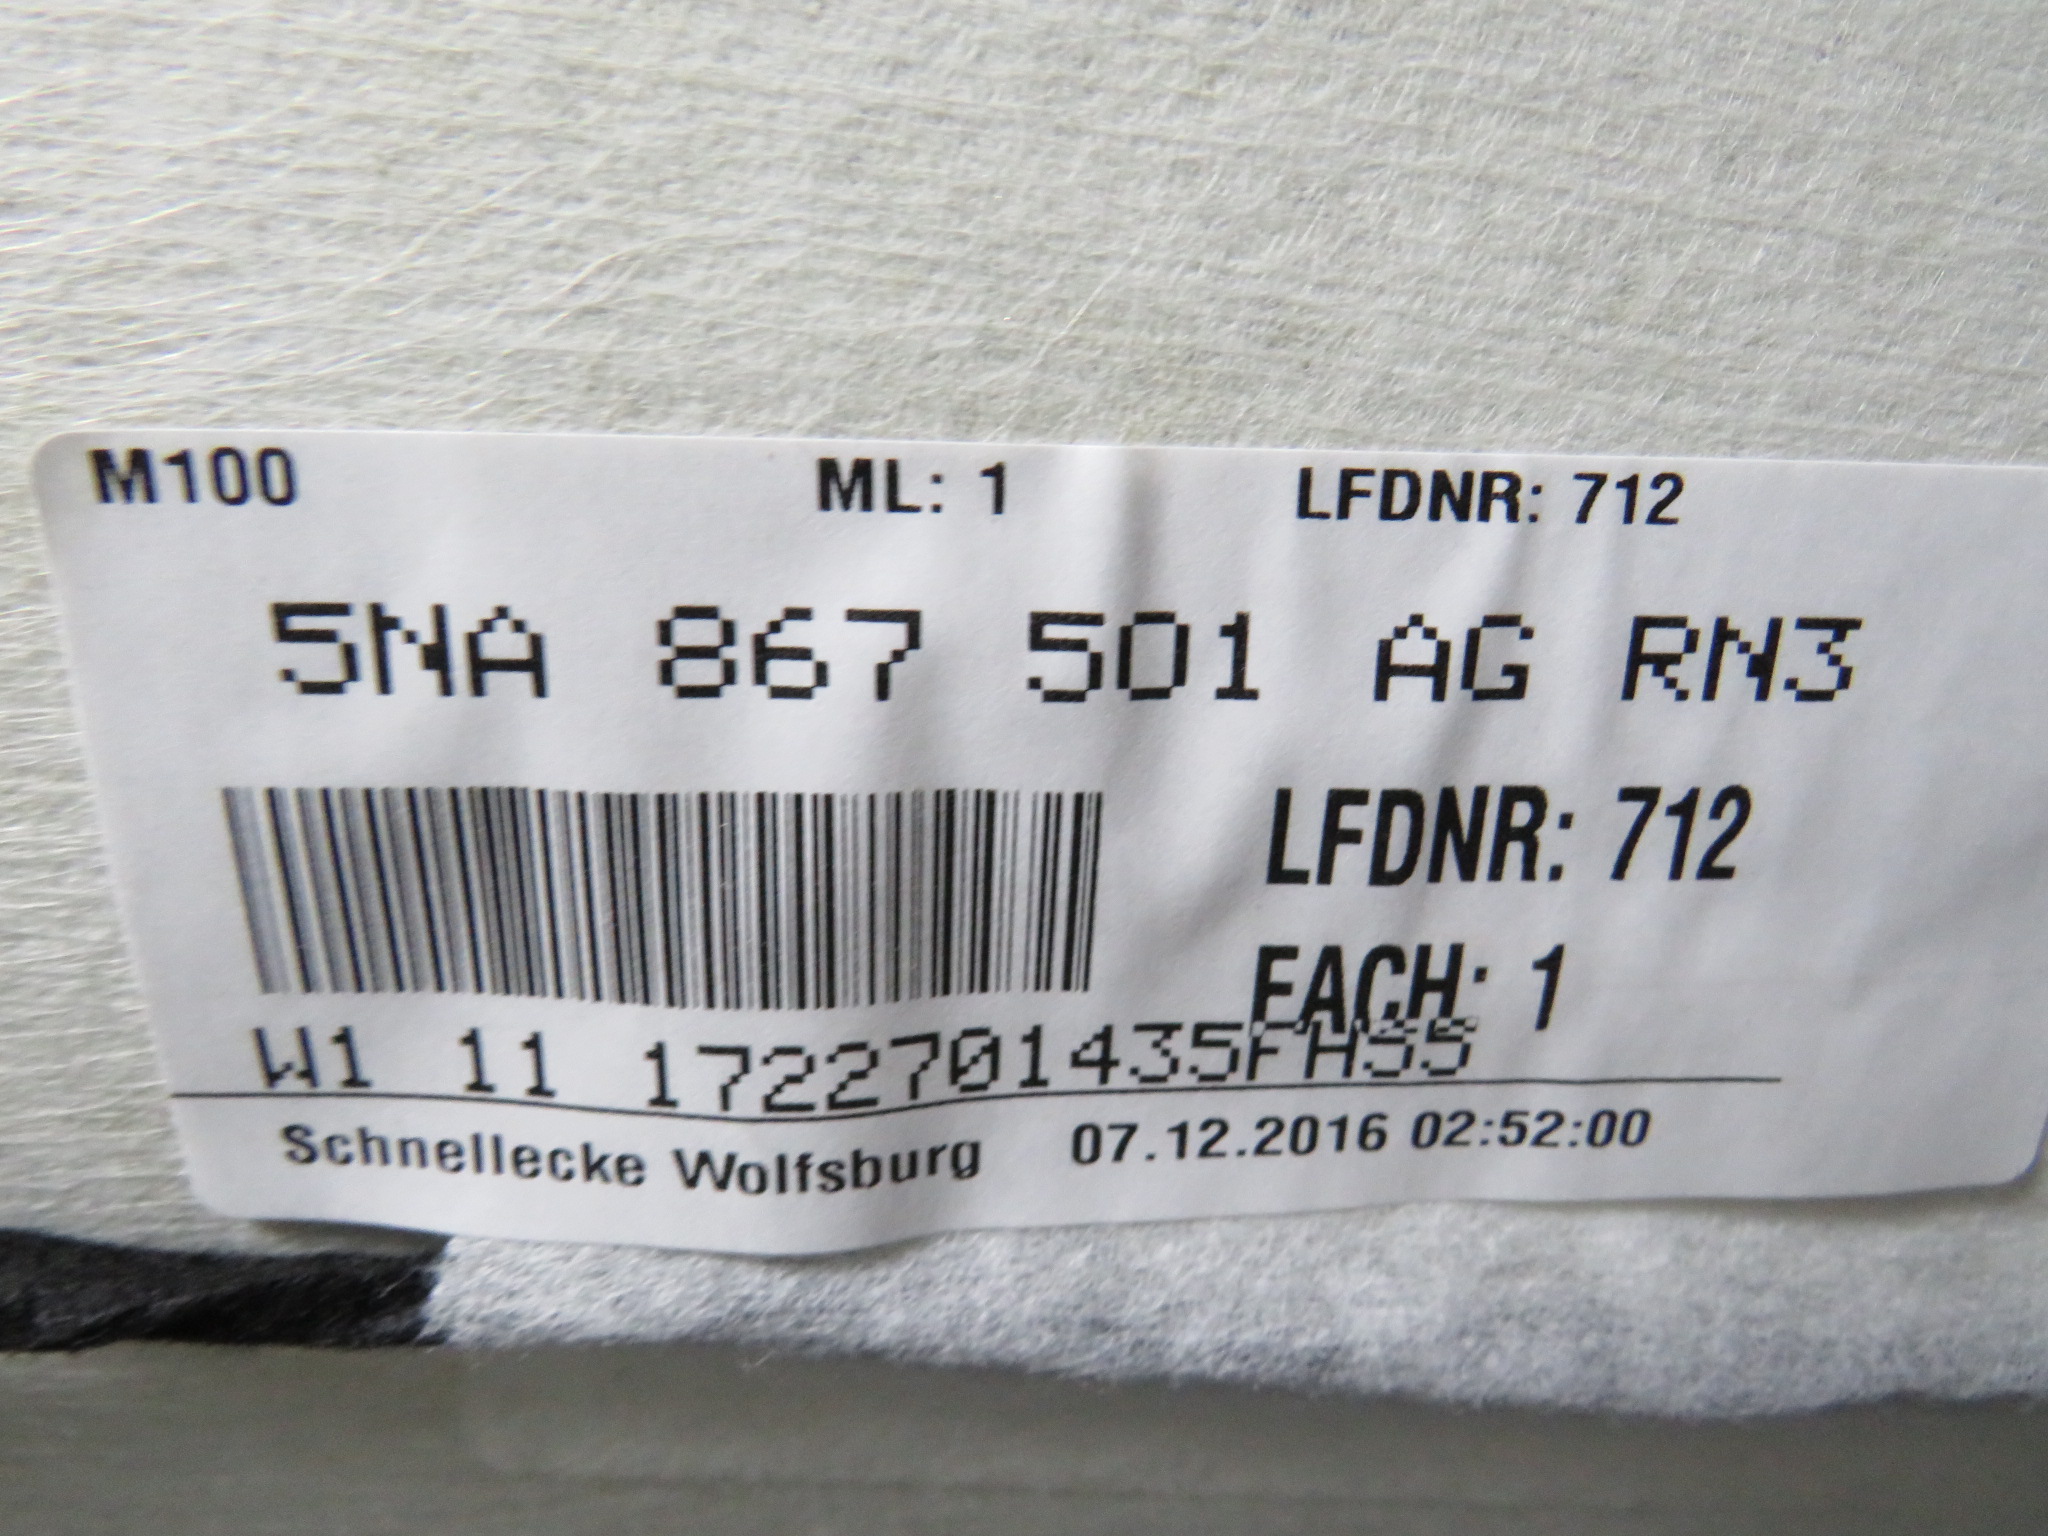 M100 ML: 1 LFDNR: 712
5NA 867 501 AG RN3
LFDNR: 712
FACH: 1
W1 11 1722701435FHS5
Schnellecke Wolfsburg 07.12.2016 02:52:00